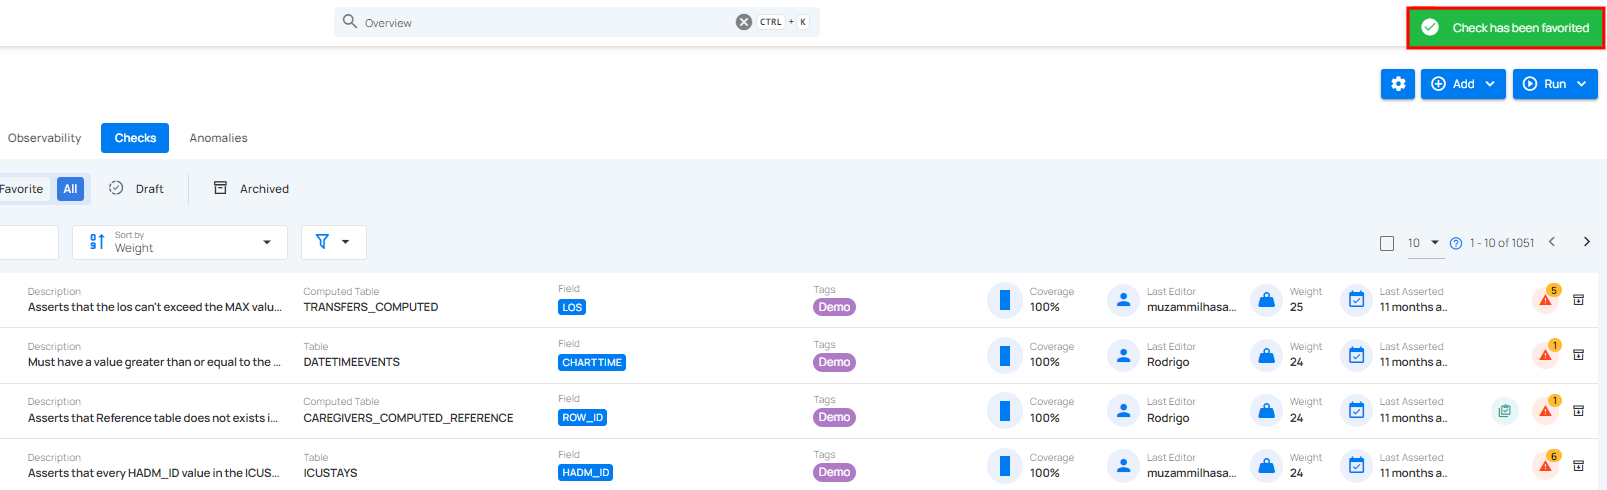 Overview
CTRL + K
Check has been favorited
Add
Run
Observability
Checks
Anomalies
Favorite
All
Draft
Archived
Sort by
Weight
10
1 - 10 of 1051
Description
Asserts that the los can't exceed the MAX valu...
Computed Table
TRANSFERS_COMPUTED
Field
LOS
Tags
Demo
Coverage
100%
Last Editor
muzammilhasa...
Weight
25
Last Asserted
11 months a..
5
Description
Must have a value greater than or equal to the ...
Table
DATETIMEEVENTS
Field
CHARTTIME
Tags
Demo
Coverage
100%
Last Editor
Rodrigo
Weight
24
Last Asserted
11 months a..
1
Description
Asserts that Reference table does not exists i...
Computed Table
CAREGIVERS_COMPUTED_REFERENCE
Field
ROW_ID
Tags
Demo
Coverage
100%
Last Editor
Rodrigo
Weight
24
Last Asserted
11 months a..
1
Description
Asserts that every HADM_ID value in the ICUS...
Table
ICUSTAYS
Field
HADM_ID
Tags
Demo
Coverage
100%
Last Editor
muzammilhasa...
Weight
24
Last Asserted
11 months a..
6